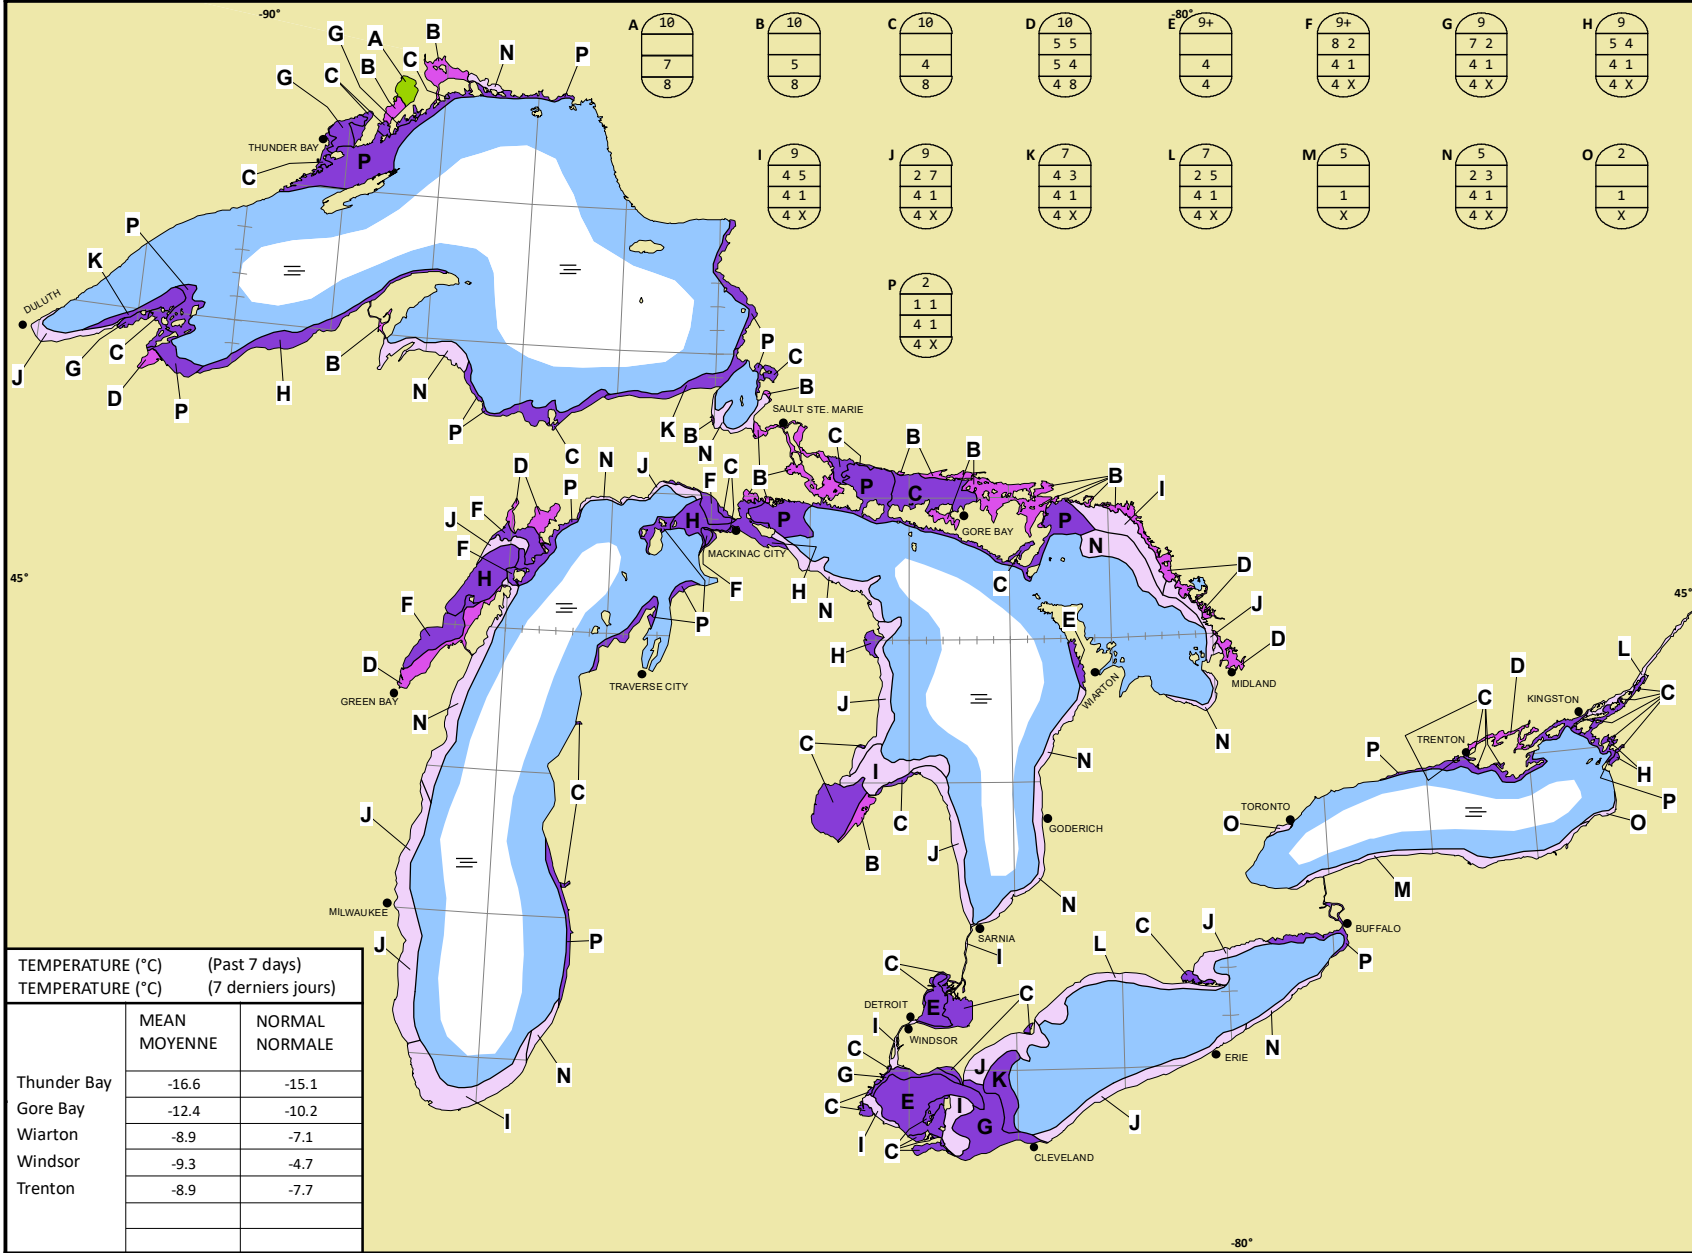 -90°
-80°
A
10
7
8
B
10
5
8
C
10
4
8
D
10
5 5
5 4
4 8
E
9+
4
4
F
9+
8 2
4 1
4 X
G
9
7 2
4 1
4 X
H
9
5 4
4 1
4 X
I
9
4 5
4 1
4 X
J
9
2 7
4 1
4 X
K
7
4 3
4 1
4 X
L
7
2 5
4 1
4 X
M
5
1
X
N
5
2 3
4 1
4 X
O
2
1
X
P
2
1 1
4 1
4 X
G
A
B
C
B
C
N
P
G
THUNDER BAY
P
C
P
K
DULUTH
J
G
C
D
P
H
B
N
P
C
K
B
N
P
C
B
SAULT STE. MARIE
B
C
B
B
B
I
P
C
GORE BAY
P
N
C
D
J
D
MIDLAND
N
E
WIARTON
D
P
N
J
F
C
F
J
F
H
F
D
GREEN BAY
N
H
MACKINAC CITY
P
F
P
TRAVERSE CITY
H
N
H
J
C
I
C
B
J
N
GODERICH
N
SARNIA
I
45°
45°
J
C
MILWAUKEE
J
P
N
I
L
D
C
KINGSTON
C
TRENTON
P
H
P
TORONTO
O
O
M
BUFFALO
P
J
C
L
N
ERIE
J
C
C
E
DETROIT
WINDSOR
I
C
G
C
E
I
J
K
I
G
C
CLEVELAND
-80°
TEMPERATURE (°C) (Past 7 days)
TEMPERATURE (°C) (7 derniers jours)
MEAN NORMAL
MOYENNE NORMALE
Thunder Bay -16.6 -15.1
Gore Bay -12.4 -10.2
Wiarton -8.9 -7.1
Windsor -9.3 -4.7
Trenton -8.9 -7.7